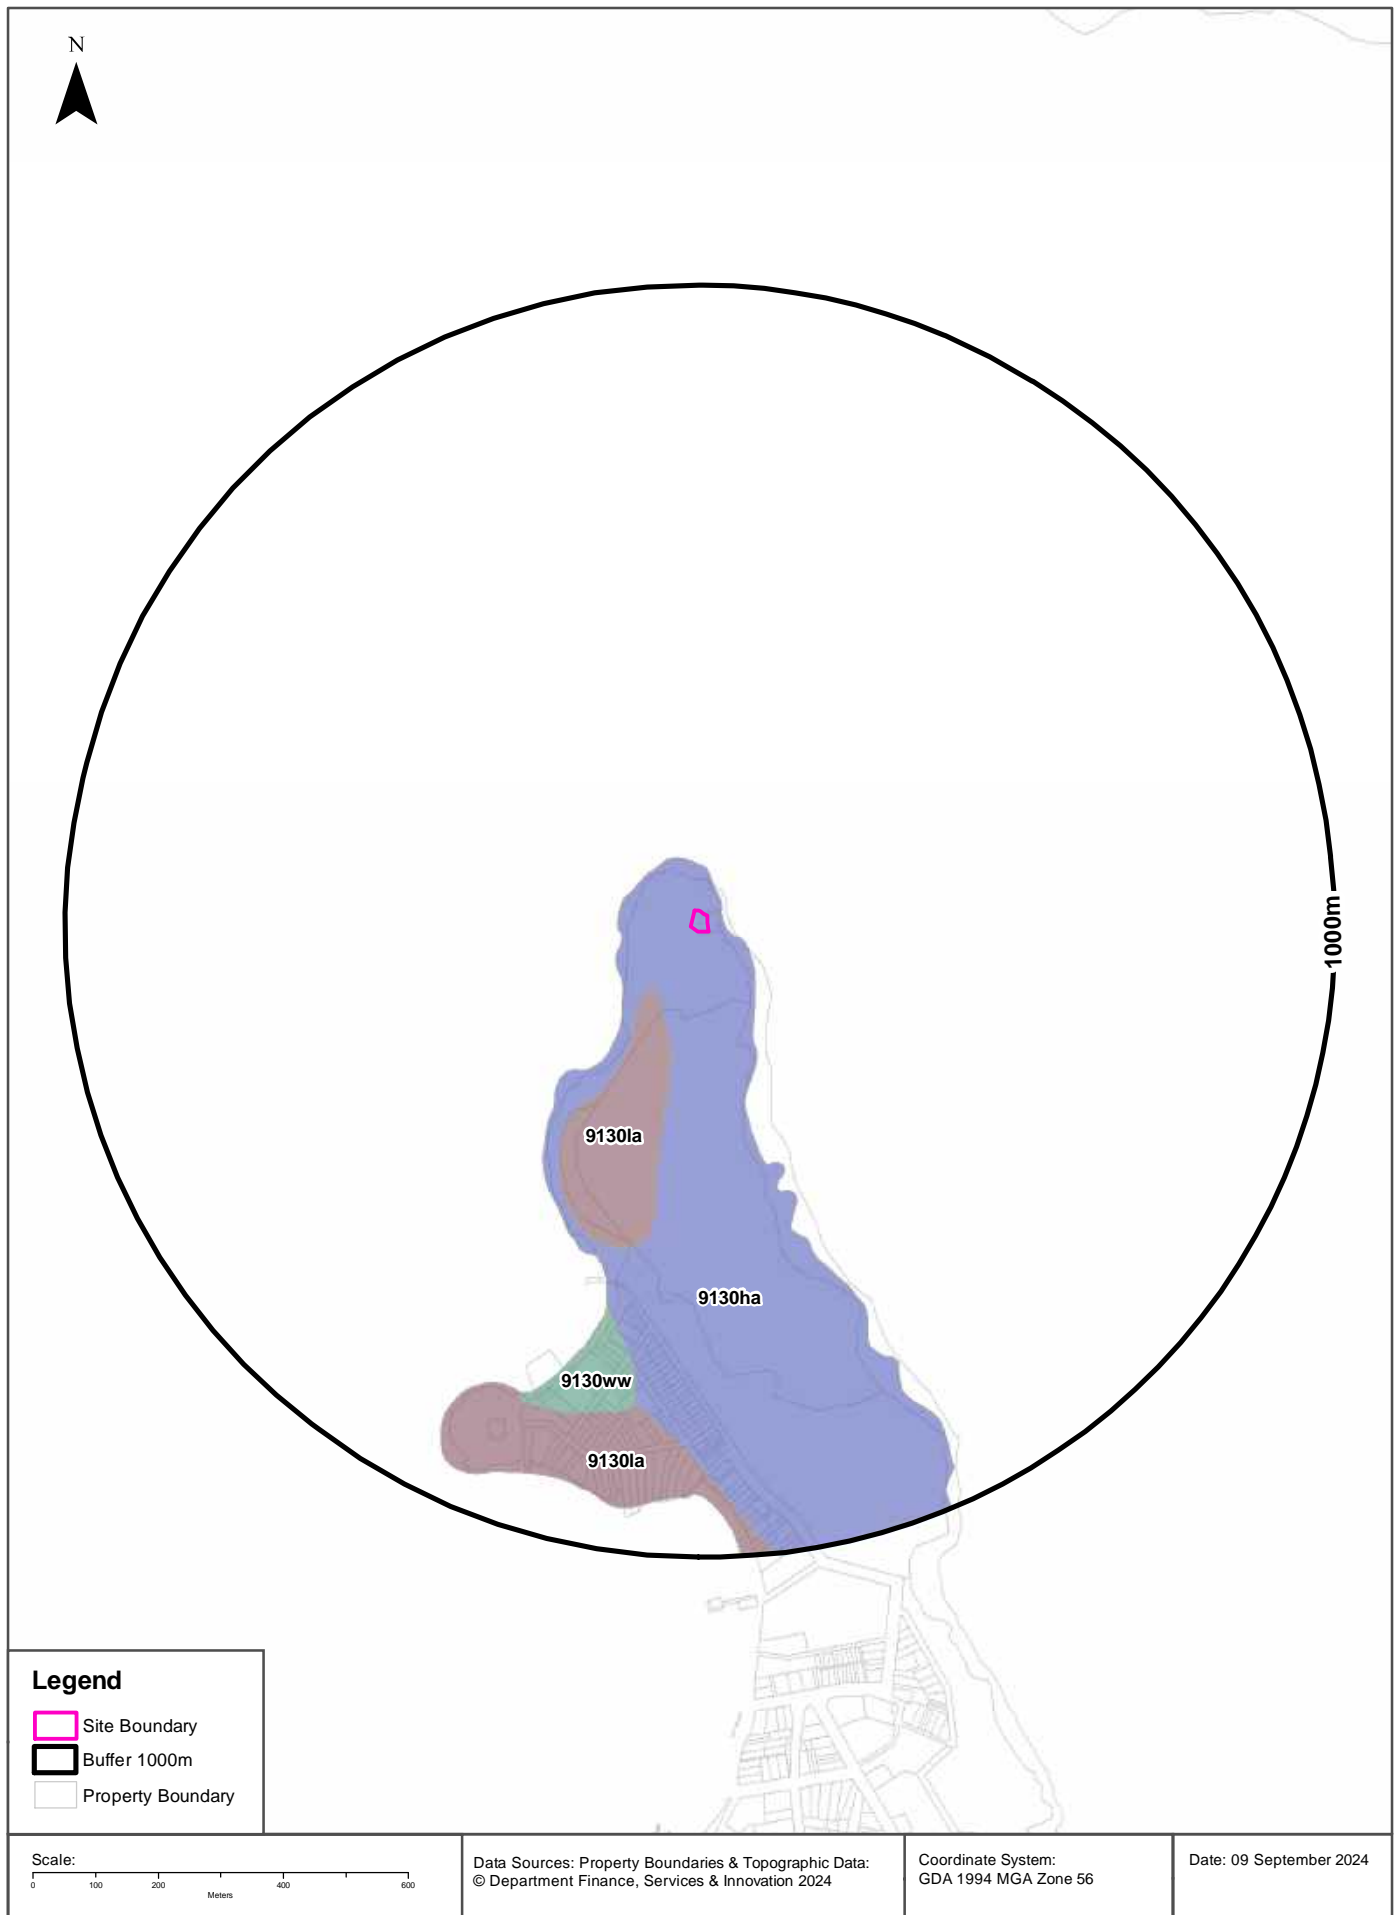 N
1000m
9130la
9130ha
9130ww
9130la
Legend
Site Boundary
Buffer 1000m
Property Boundary
Scale:
0 100 200 400 600
Meters
Data Sources: Property Boundaries & Topographic Data:
© Department Finance, Services & Innovation 2024
Coordinate System:
GDA 1994 MGA Zone 56
Date: 09 September 2024